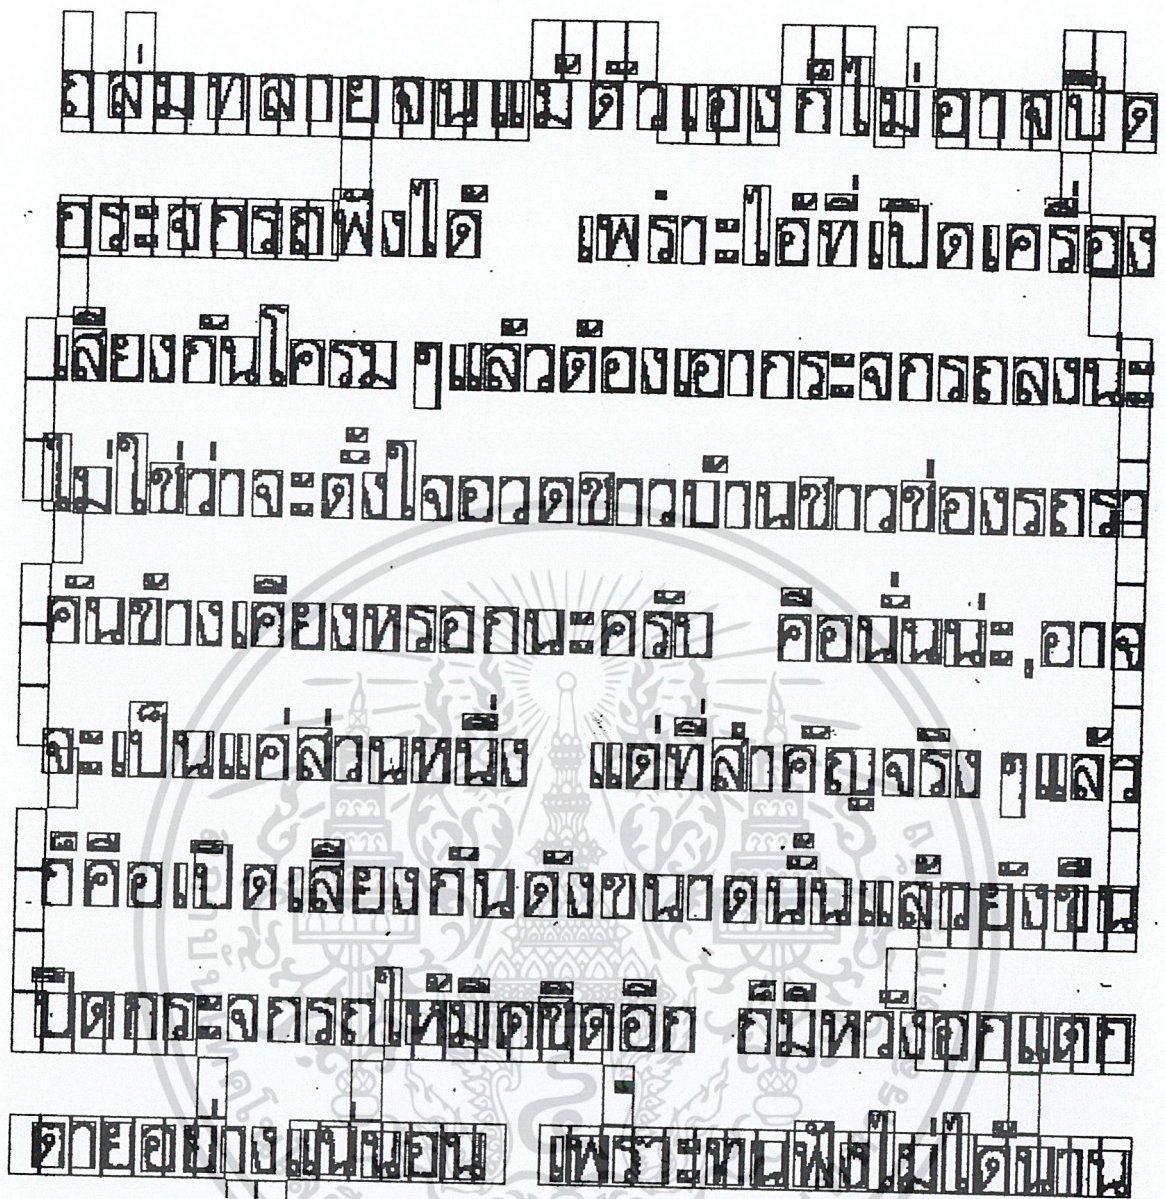 ถล่มทลายจนแม้ตัวเองก็ไม่อาจปิด
กระจกรถฟังได้ เพราะไอ้ที่เปิดเครื่อง
เสียงกันโครม ๆแล้วต้องเอากระจกรถลงนะ
ไม่ใช่ว่าจะตั้งใจอวดชาวบ้านชาวช่องรถรา
คันข้างเคียงหรอกนะครับ คือนั่นน่ะ,อาจ
จะเป็นแค่ส่วนหนึ่ง แต่ที่สำคัญจริง ๆแล้ว
ก็คือเปิดเสียงกันดังขนาดนั้นแล้วยังขืน
ปิดกระจกรถให้มิดชิดอีก ก็มีหวังอกแตก
ตายอย่างแน่นอน เพราะทนฟังไม่ได้นาน